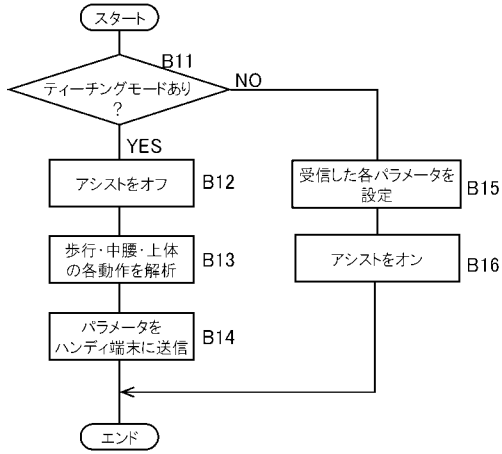 スタート
B11
ティーチングモードあり
?
NO
YES
アシストをオフ
B12
歩行・中腰・上体
の各動作を解析
B13
パラメータを
ハンディ端末に送信
B14
受信した各パラメータを
設定
B15
アシストをオン
B16
エンド